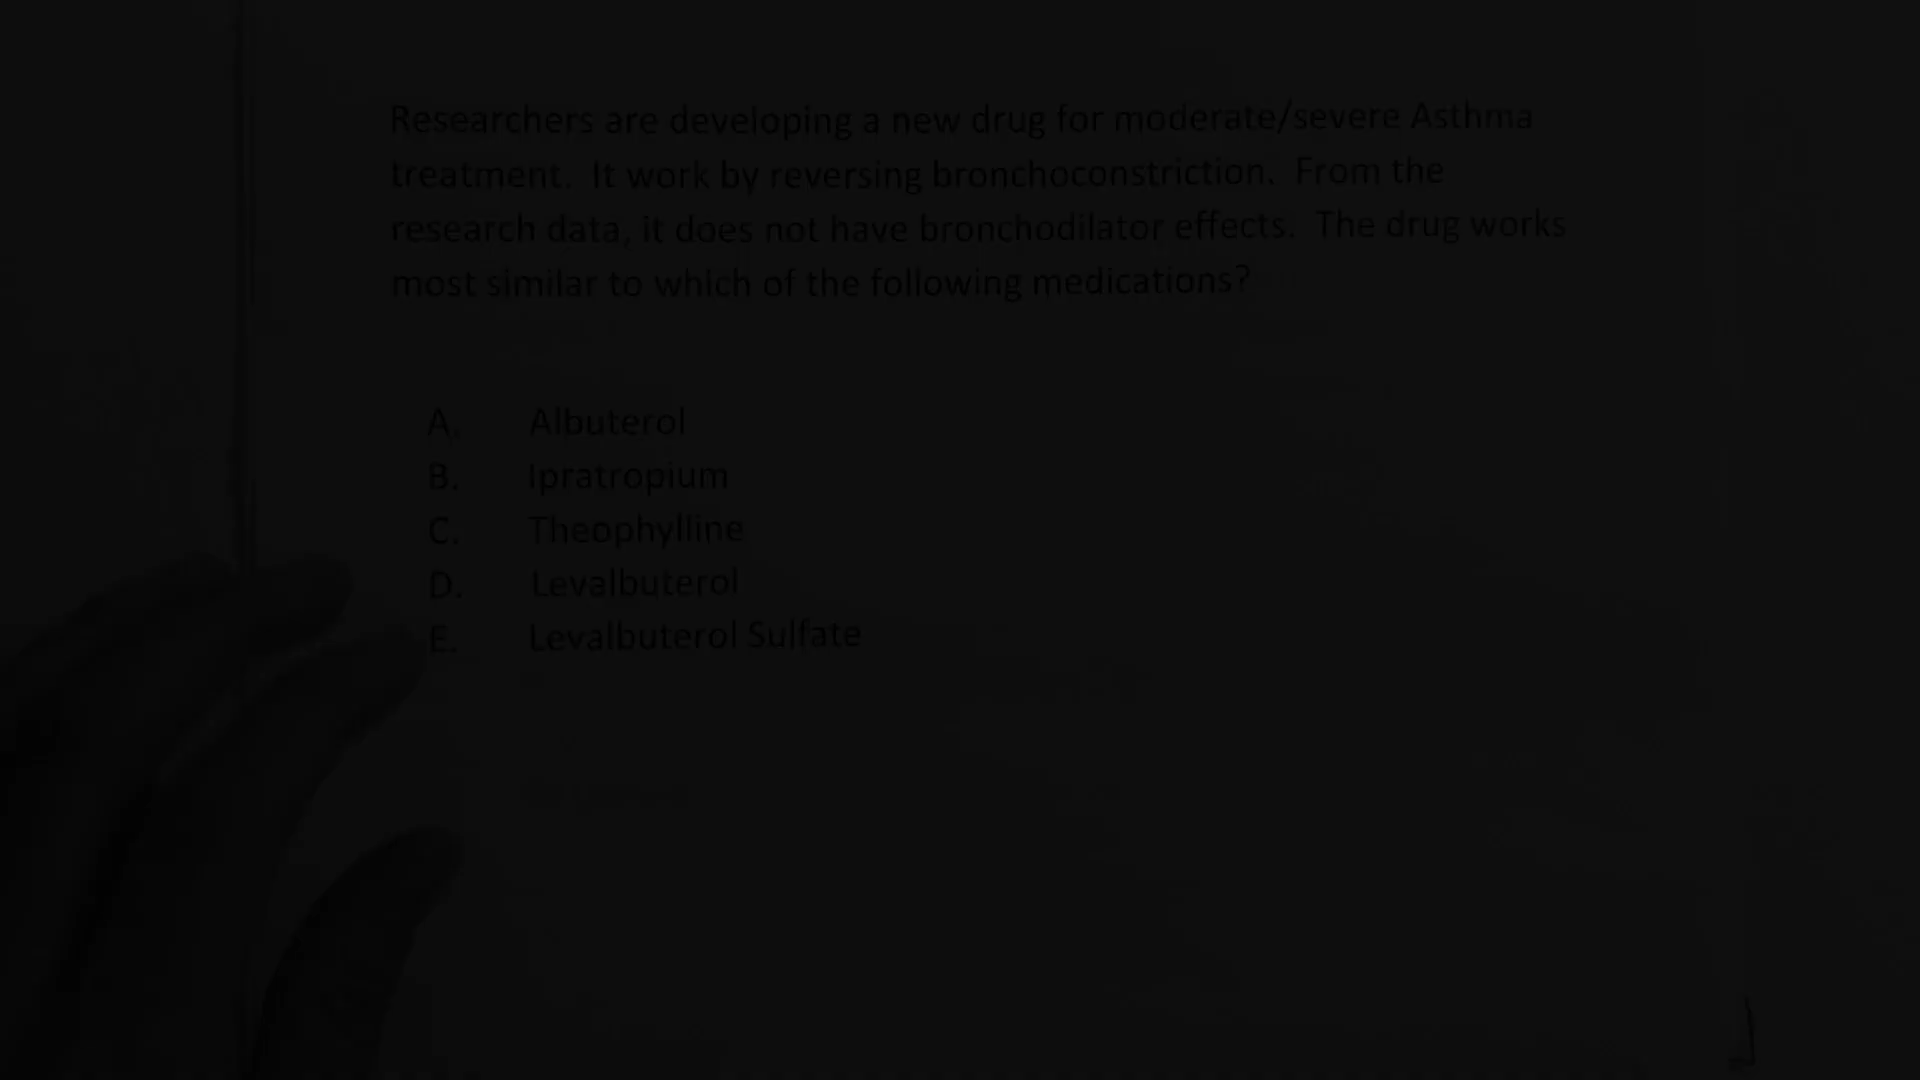 Researchers are developing a new drug for moderate/severe Asthma
treatment. It work by reversing bronchoconstriction. From the
research data, it does not have bronchodilator effects. The drug works
most similar to which of the following medications?
A. Albuterol
B. Ipratropium
C. Theophylline
D. Levalbuterol
E. Levalbuterol Sulfate